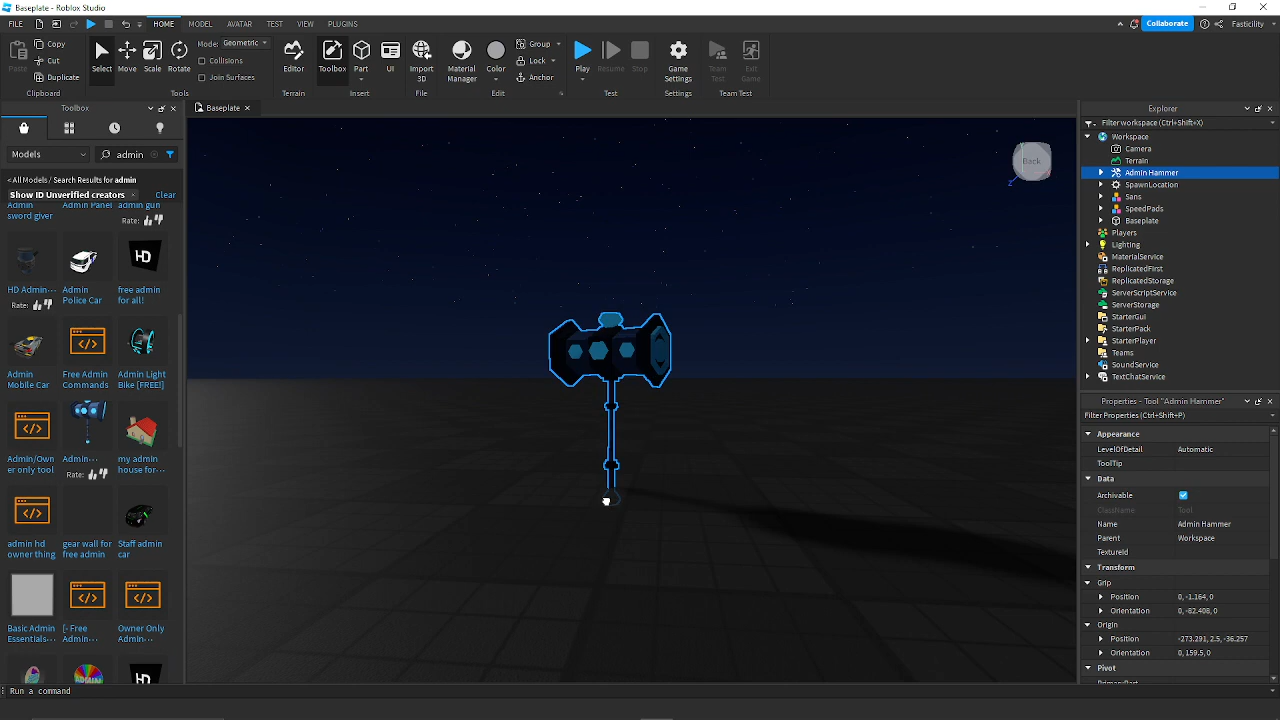 Baseplate - Roblox Studio
FILE
HOME
MODEL
AVATAR
TEST
VIEW
PLUGINS
Collaborate
Fasticility
Paste
Copy
Cut
Duplicate
Clipboard
Select
Move
Scale
Rotate
Mode: Geometric
Collisions
Join Surfaces
Tools
Editor
Terrain
Toolbox
Part
UI
Insert
Import 3D
File
Material Manager
Color
Group
Lock
Anchor
Edit
Play
Resume
Stop
Test
Game Settings
Settings
Team Test
Exit Game
Team Test
Toolbox
Models
admin
< All Models / Search Results for admin
Show ID Unverified creators
Clear
Admin sword giver
Admin Panel
admin gun
Rate:
HD
HD Admin...
Rate:
Admin Police Car
free admin for all!
Admin Mobile Car
Free Admin Commands
Admin Light Bike [FREE!]
Admin/Ow er only tool
Admin...
Rate:
my admin house for...
admin hd owner thing
gear wall for free admin
Staff admin car
Basic Admin Essentials...
[- Free Admin...
Owner Only Admin...
HD
Baseplate
Back
Z
Run a command
Explorer
Filter workspace (Ctrl+Shift+X)
Workspace
Camera
Terrain
Admin Hammer
SpawnLocation
Sans
SpeedPads
Baseplate
Players
Lighting
MaterialService
ReplicatedFirst
ReplicatedStorage
ServerScriptService
ServerStorage
StarterGui
StarterPack
StarterPlayer
Teams
SoundService
TextChatService
Properties - Tool "Admin Hammer"
Filter Properties (Ctrl+Shift+P)
Appearance
LevelOfDetail Automatic
ToolTip
Data
Archivable
ClassName Tool
Name Admin Hammer
Parent Workspace
TextureId
Transform
Grip
Position 0,-1.164, 0
Orientation 0,-82.408, 0
Origin
Position -273.291, 2.5, -36.257
Orientation 0, 159.5, 0
Pivot
PrimaryPart